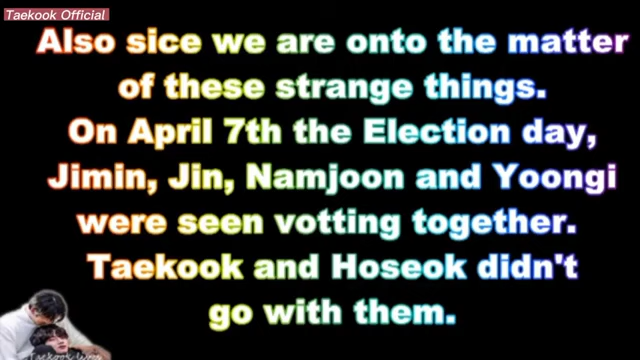 Taekook Official
Also sice we are onto the matter
of these strange things.
On April 7th the Election day,
Jimin, Jin, Namjoon and Yoongi
were seen votting together.
Taekook and Hoseok didn't
go with them.
Taekook